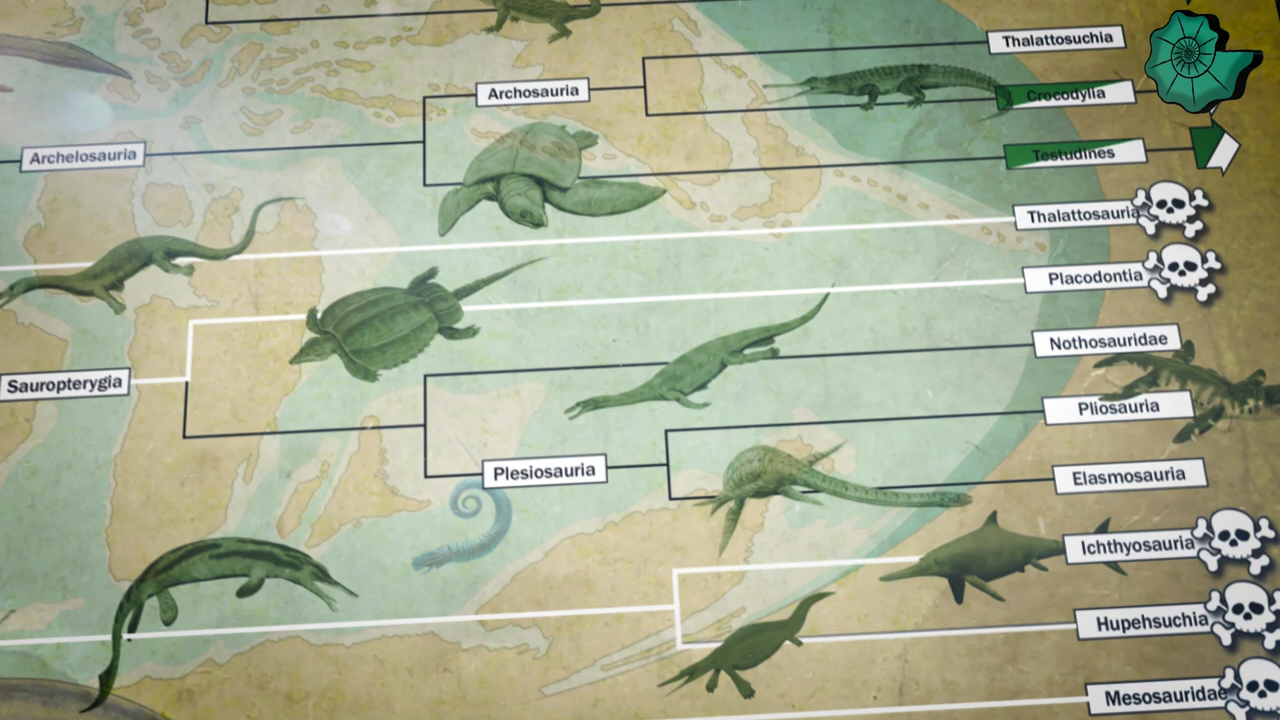 Thalattosuchia
Archosauria
Crocodylia
Archelosauria
Testudines
Thalattosauria
Placodontia
Nothosauridae
Sauropterygia
Pliosauria
Plesiosauria
Elasmosauria
Ichthyosauria
Hupehsuchia
Mesosauridae